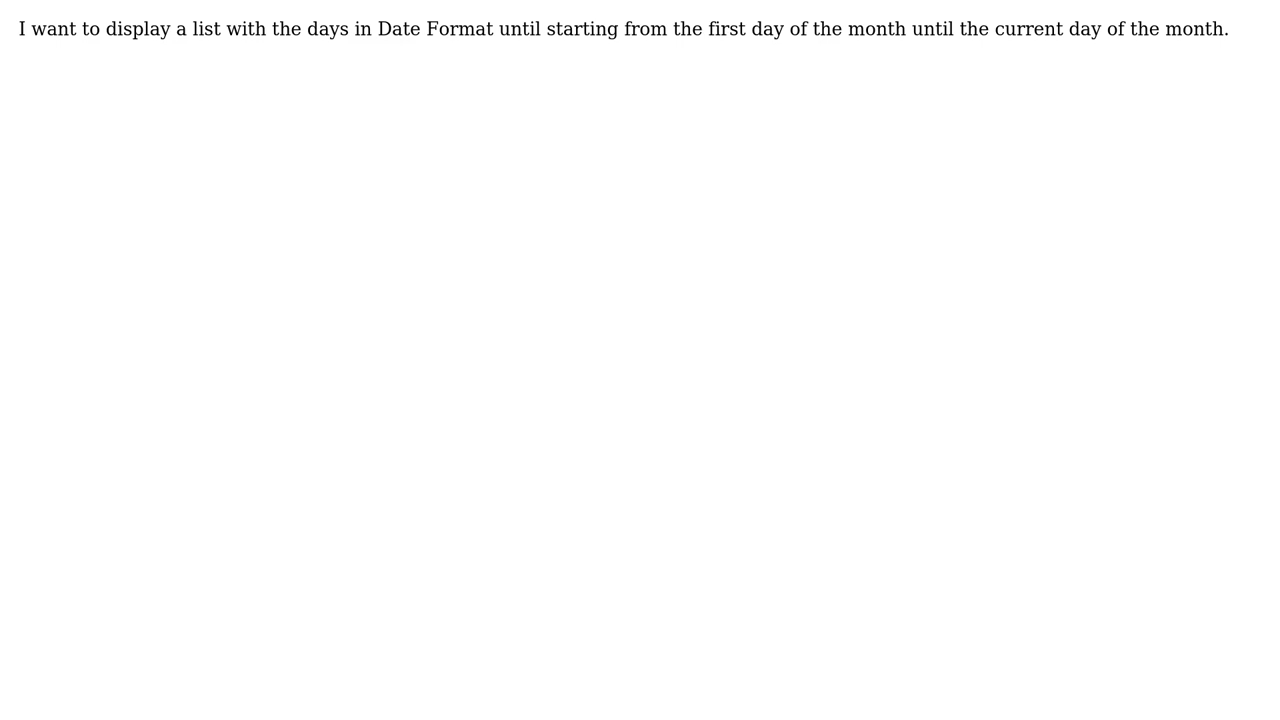 I want to display a list with the days in Date Format until starting from the first day of the month until the current day of the month.